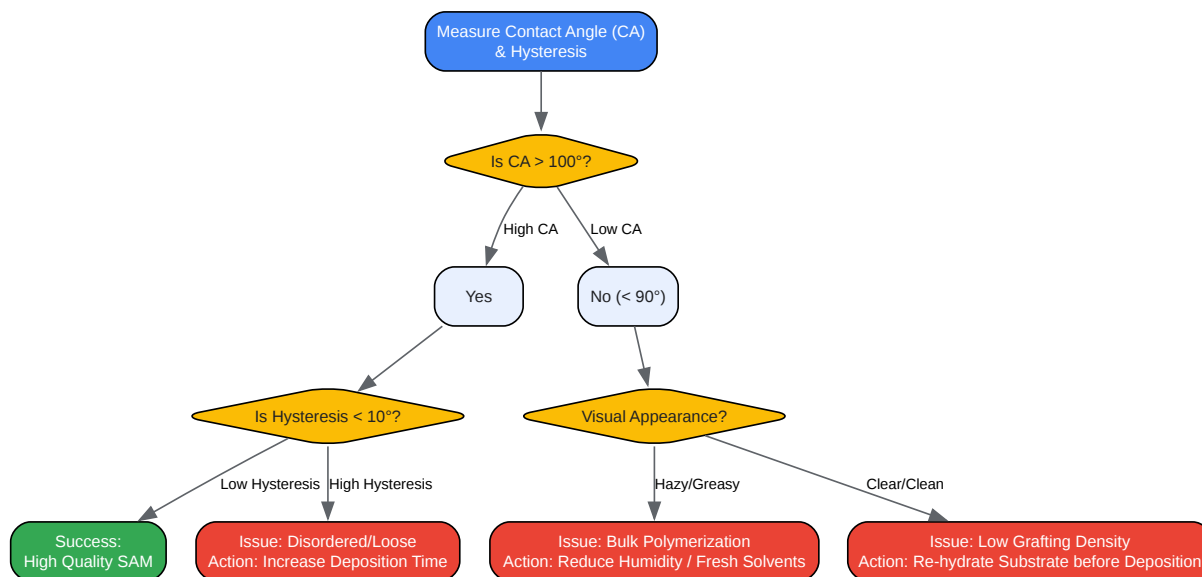 Measure Contact Angle (CA)
& Hysteresis
Is CA > 100°?
High CA
Low CA
Yes
No (< 90°)
Is Hysteresis < 10°?
Visual Appearance?
Low Hysteresis
High Hysteresis
Hazy/Greasy
Clear/Clean
Success:
High Quality SAM
Issue: Disordered/Loose
Action: Increase Deposition Time
Issue: Bulk Polymerization
Action: Reduce Humidity / Fresh Solvents
Issue: Low Grafting Density
Action: Re-hydrate Substrate before Deposition